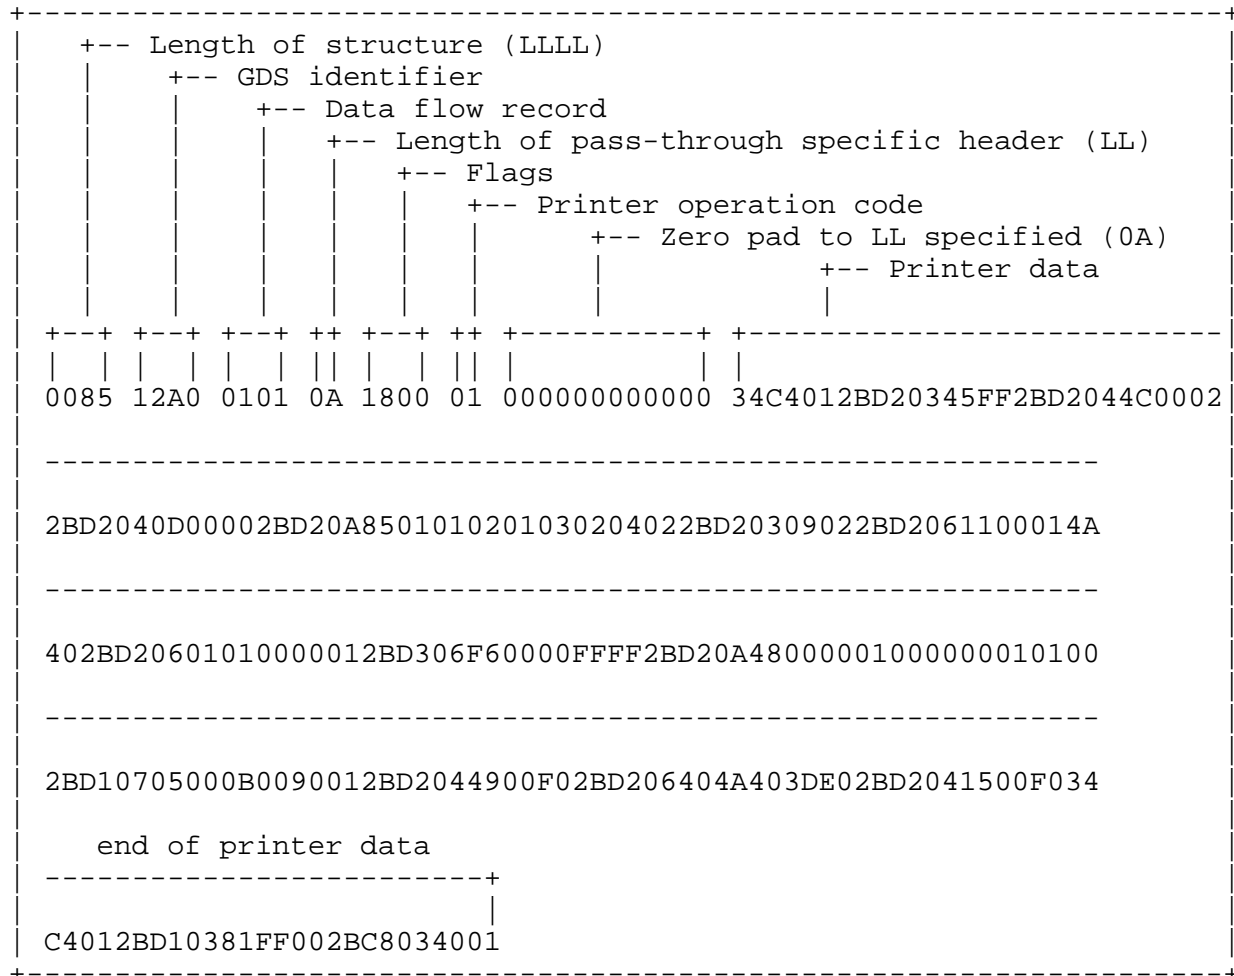 +-- Length of structure (LLLL)
+-- GDS identifier
+-- Data flow record
+-- Length of pass-through specific header (LL)
+-- Flags
+-- Printer operation code
+-- Zero pad to LL specified (0A)
+-- Printer data
0085 12A0 0101 0A 1800 01 000000000000 34C4012BD20345FF2BD2044C0002
2BD2040D00002BD20A8501010201030204022BD20309022BD2061100014A
402BD20601010000012BD306F60000FFFF2BD20A48000001000000010100
2BD10705000B0090012BD2044900F02BD206404A403DE02BD2041500F034
end of printer data
C4012BD10381FF002BC8034001